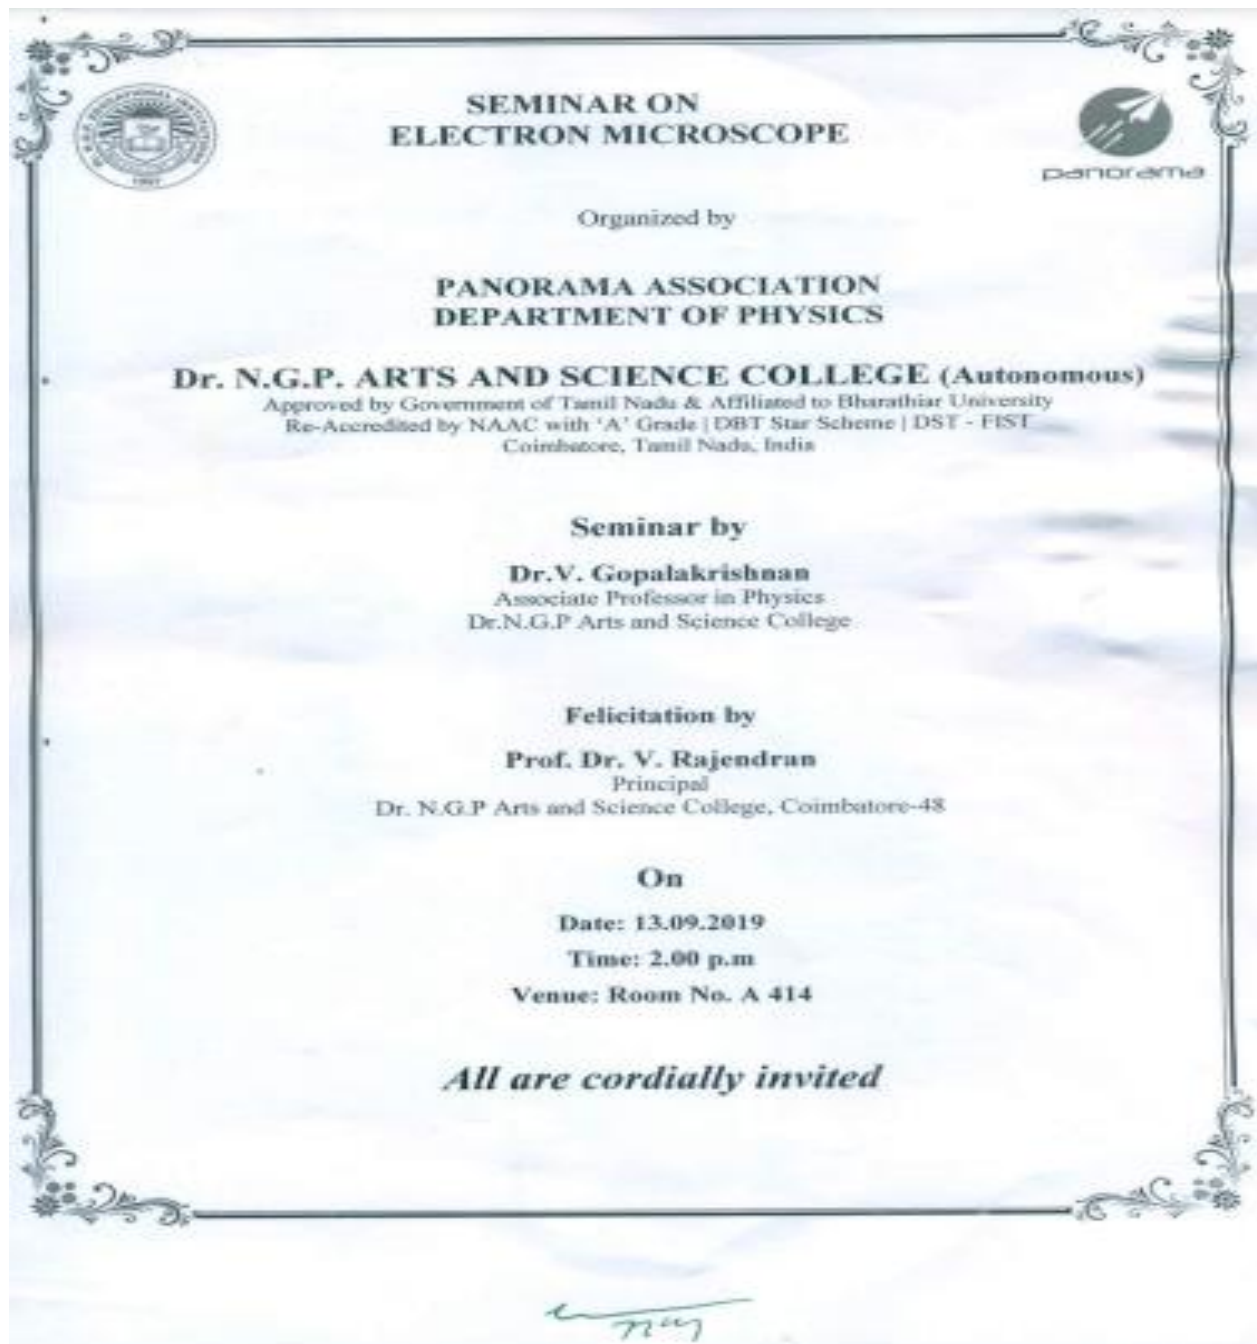 SEMINAR ON
ELECTRON MICROSCOPE
panorama
Organized by
PANORAMA ASSOCIATION
DEPARTMENT OF PHYSICS
Dr. N.G.P. ARTS AND SCIENCE COLLEGE (Autonomous)
Approved by Government of Tamil Nadu & Affiliated to Bharathiar University
Re-Accredited by NAAC with ‘A’ Grade | DBT Star Scheme | DST - FIST
Coimbatore, Tamil Nadu, India
Seminar by
Dr.V. Gopalakrishnan
Associate Professor in Physics
Dr.N.G.P Arts and Science College
Felicitation by
Prof. Dr. V. Rajendran
Principal
Dr. N.G.P Arts and Science College, Coimbatore-48
On
Date: 13.09.2019
Time: 2.00 p.m
Venue: Room No. A 414
All are cordially invited